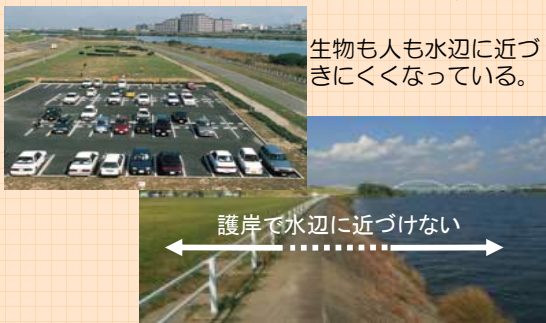 生物も人も水辺に近づ
きにくくなっている。
護岸で水辺に近づけない